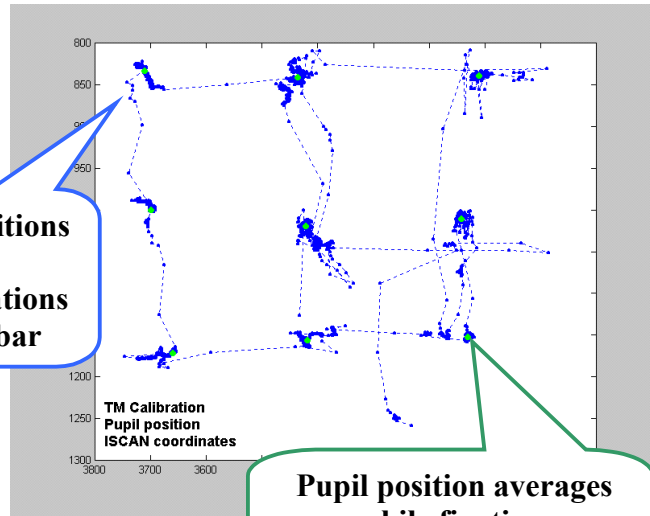 800
850
950
itions
ations
bar
1200
TM Calibration
1250
Pupil position
ISCAN coordinates
1300
3800
3700
3600
Pupil position averages